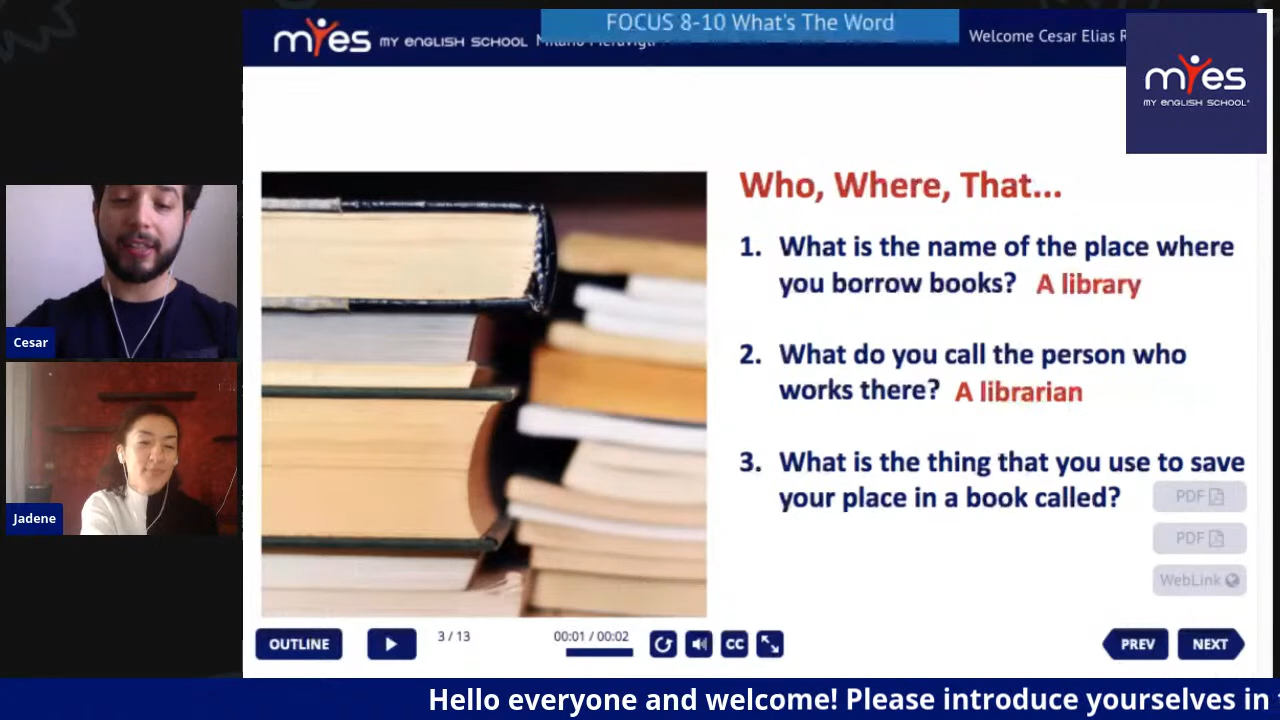 FOCUS 8-10 What's The Word
myes MY ENGLISH SCHOOL Milano Meravigli
Welcome Cesar Elias R
myes
MY ENGLISH SCHOOL
Who, Where, That...
1. What is the name of the place where
you borrow books? A library
2. What do you call the person who
works there? A librarian
3. What is the thing that you use to save
your place in a book called?
PDF
PDF
WebLink
Cesar
Jadene
OUTLINE
3 / 13
00:01 / 00:02
CC
PREV
NEXT
Hello everyone and welcome! Please introduce yourselves in